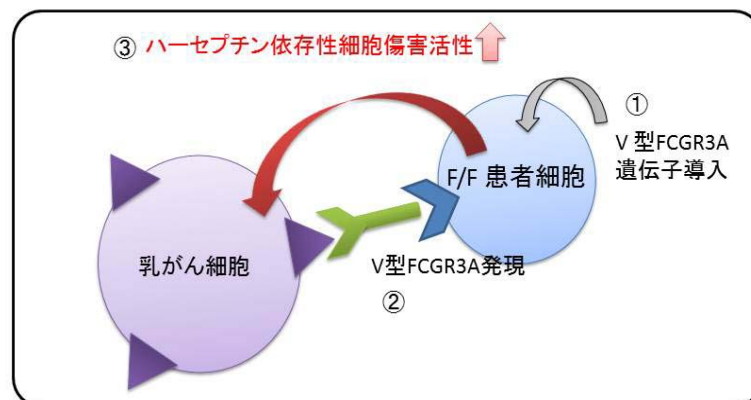 ③ ハーセプチン依存性細胞傷害活性
①
V 型FCGR3A
遺伝子導入
F/F 患者細胞
乳がん細胞
V型FCGR3A発現
②